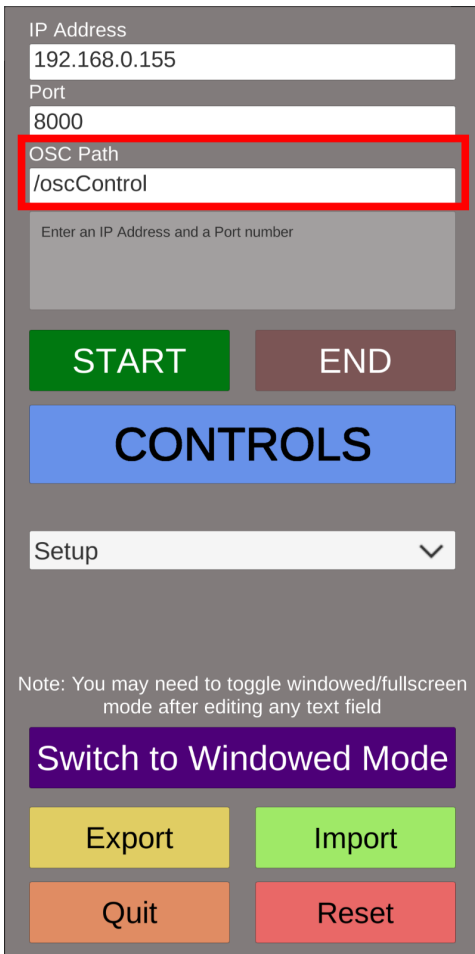 IP Address
192.168.0.155
Port
8000
OSC Path
/oscControl
Enter an IP Address and a Port number
START
END
CONTROLS
Setup
Note: You may need to toggle windowed/fullscreen
mode after editing any text field
Switch to Windowed Mode
Export
Import
Quit
Reset